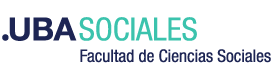 .UBA SOCIALES
Facultad de Ciencias Sociales